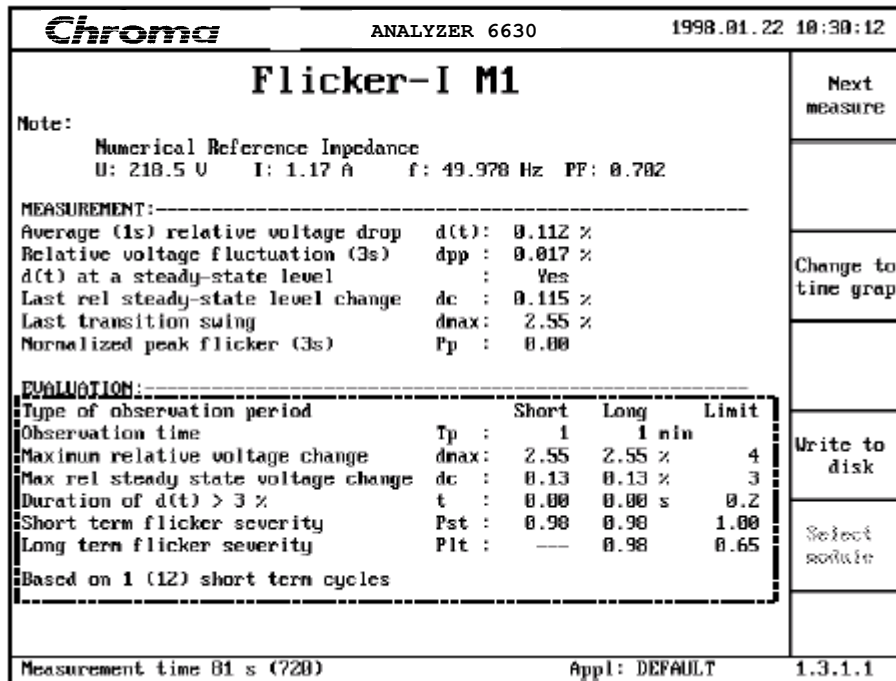 Chroma ANALYZER 6630 1998.01.22 10:30:12
Flicker-I M1
Next
measure
Note:
Numerical Reference Impedance
U: 218.5 V I: 1.17 A f: 49.978 Hz PF: 0.702
MEASUREMENT:
Average (1s) relative voltage drop d(t): 0.112 %
Relative voltage fluctuation (3s) dpp : 0.017 %
d(t) at a steady-state level : Yes
Last rel steady-state level change dc : 0.115 %
Last transition swing dmax: 2.55 %
Normalized peak flicker (3s) Pp : 0.00
Change to
time grap
EVALUATION:
Type of observation period Short Long Limit
Observation time Tp : 1 1 min
Maximum relative voltage change dmax: 2.55 2.55 % 4
Max rel steady state voltage change dc : 0.13 0.13 % 3
Duration of d(t) > 3 % t : 0.00 0.00 s 0.2
Short term flicker severity Pst : 0.98 0.98 1.00
Long term flicker severity Plt : --- 0.98 0.65
Based on 1 (12) short term cycles
Write to
disk
Select
module
Measurement time 81 s (720) Appl: DEFAULT 1.3.1.1